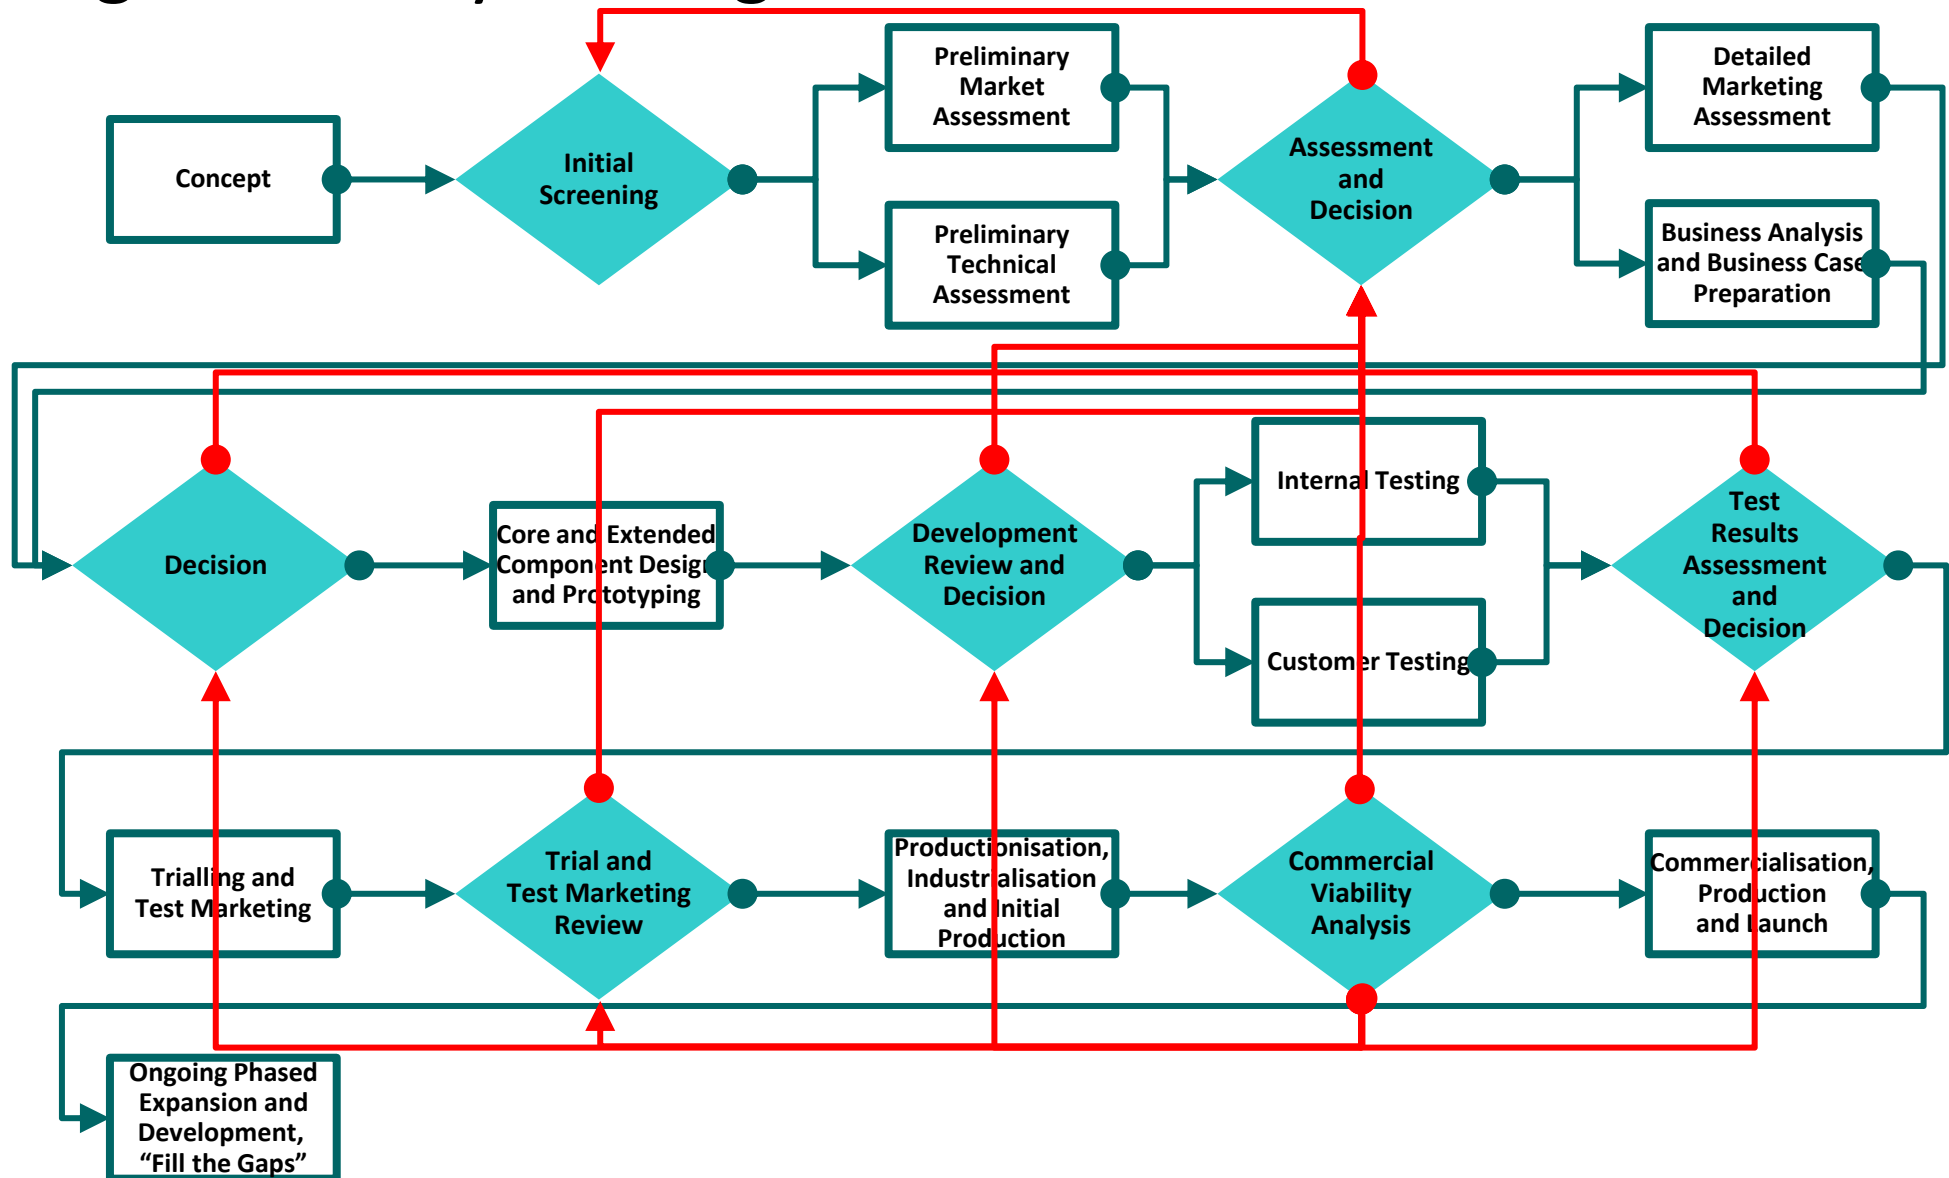 Concept
Initial
Screening
Preliminary
Market
Assessment
Preliminary
Technical
Assessment
Assessment
and
Decision
Detailed
Marketing
Assessment
Business Analysis
and Business Case
Preparation
Decision
Core and Extended
Component Design
and Prototyping
Development
Review and
Decision
Internal Testing
Customer Testing
Test
Results
Assessment
and
Decision
Trialling and
Test Marketing
Trial and
Test Marketing
Review
Productionisation,
Industrialisation
and Initial
Production
Commercial
Viability
Analysis
Commercialisation,
Production
and Launch
Ongoing Phased
Expansion and
Development,
“Fill the Gaps”